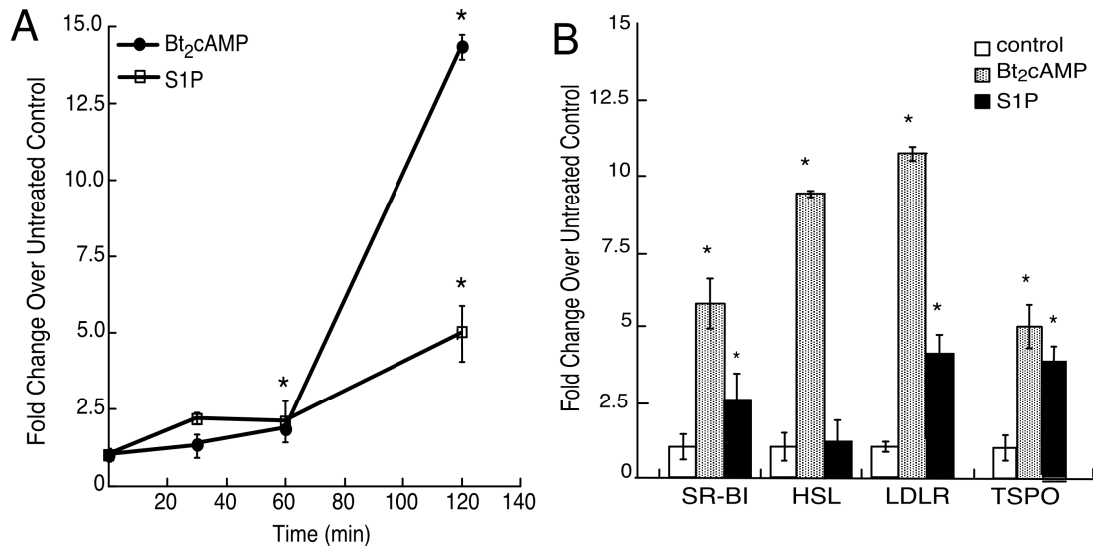 A
Fold Change Over Untreated Control
15.0
12.5
10.0
7.5
5.0
2.5
0
Bt₂cAMP
S1P
*
*
*
20
40
60
80
100
120
140
Time (min)
B
Fold Change Over Untreated Control
15
12.5
10
7.5
5
2.5
0
control
Bt₂cAMP
S1P
*
*
*
*
*
*
*
SR-BI
HSL
LDLR
TSPO